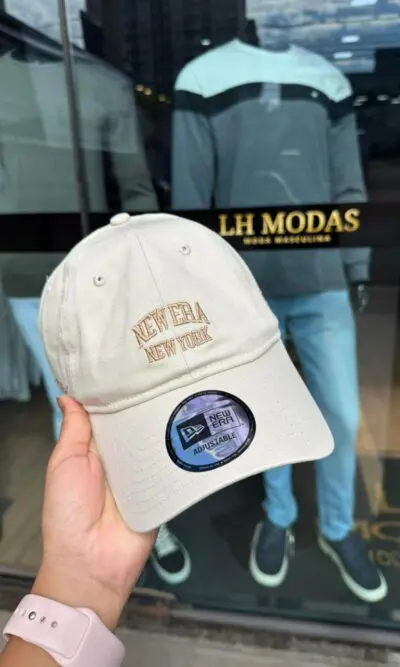 LH MODAS
MODA MASCULINA
NEW ERA
NEW YORK
NEW
ERA
ADJUSTABLE